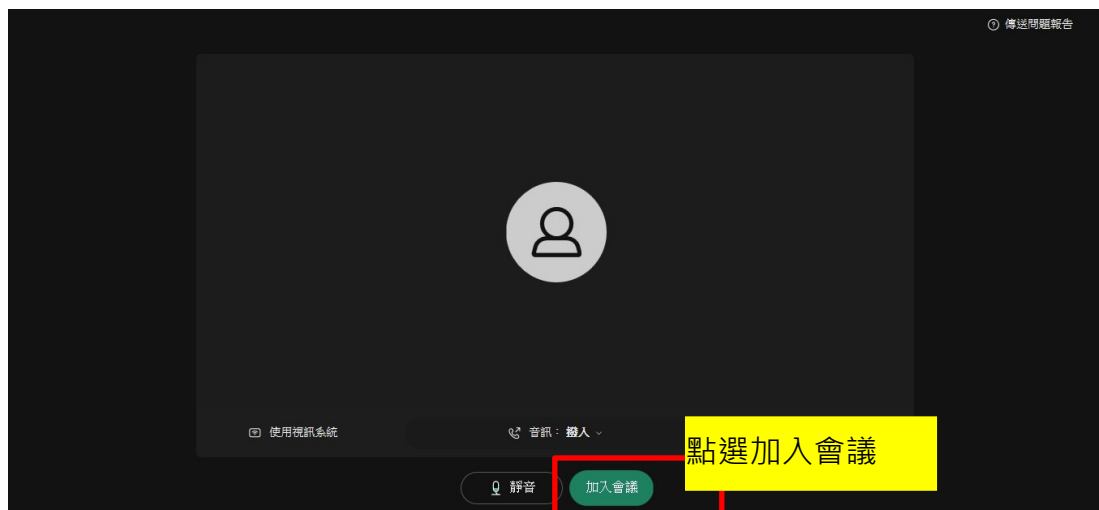 傳送問題報告
使用視訊系統
音訊：撥入
點選加入會議
靜音
加入會議